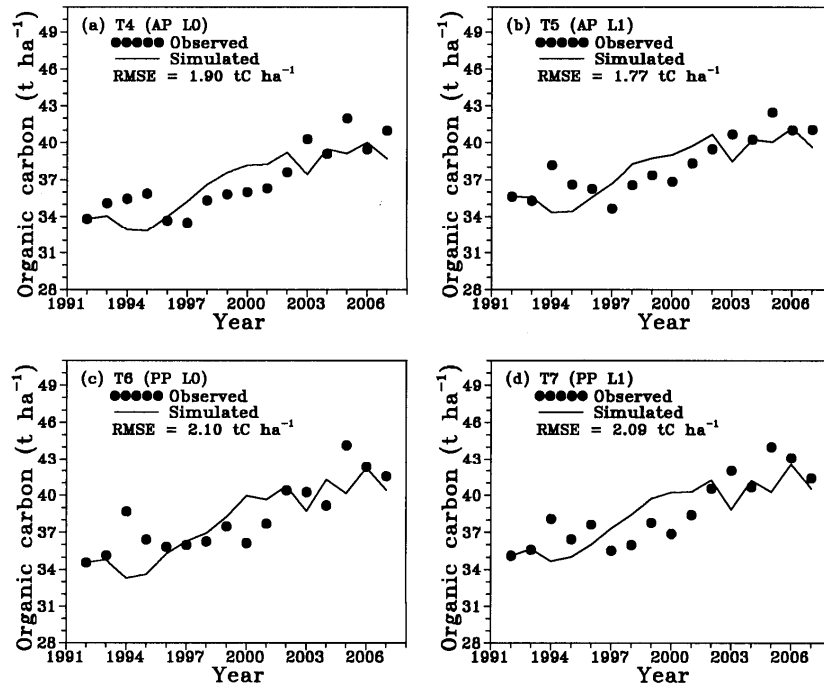 (a) T4 (AP L0)
Observed
Simulated
RMSE = 1.90 tC ha⁻¹
Organic carbon (t ha⁻¹)
49
46
43
40
37
34
31
28
1991 1994 1997 2000 2003 2006
Year
(b) T5 (AP L1)
Observed
Simulated
RMSE = 1.77 tC ha⁻¹
Organic carbon (t ha⁻¹)
49
46
43
40
37
34
31
28
1991 1994 1997 2000 2003 2006
Year
(c) T6 (PP L0)
Observed
Simulated
RMSE = 2.10 tC ha⁻¹
Organic carbon (t ha⁻¹)
49
46
43
40
37
34
31
28
1991 1994 1997 2000 2003 2006
Year
(d) T7 (PP L1)
Observed
Simulated
RMSE = 2.09 tC ha⁻¹
Organic carbon (t ha⁻¹)
49
46
43
40
37
34
31
28
1991 1994 1997 2000 2003 2006
Year